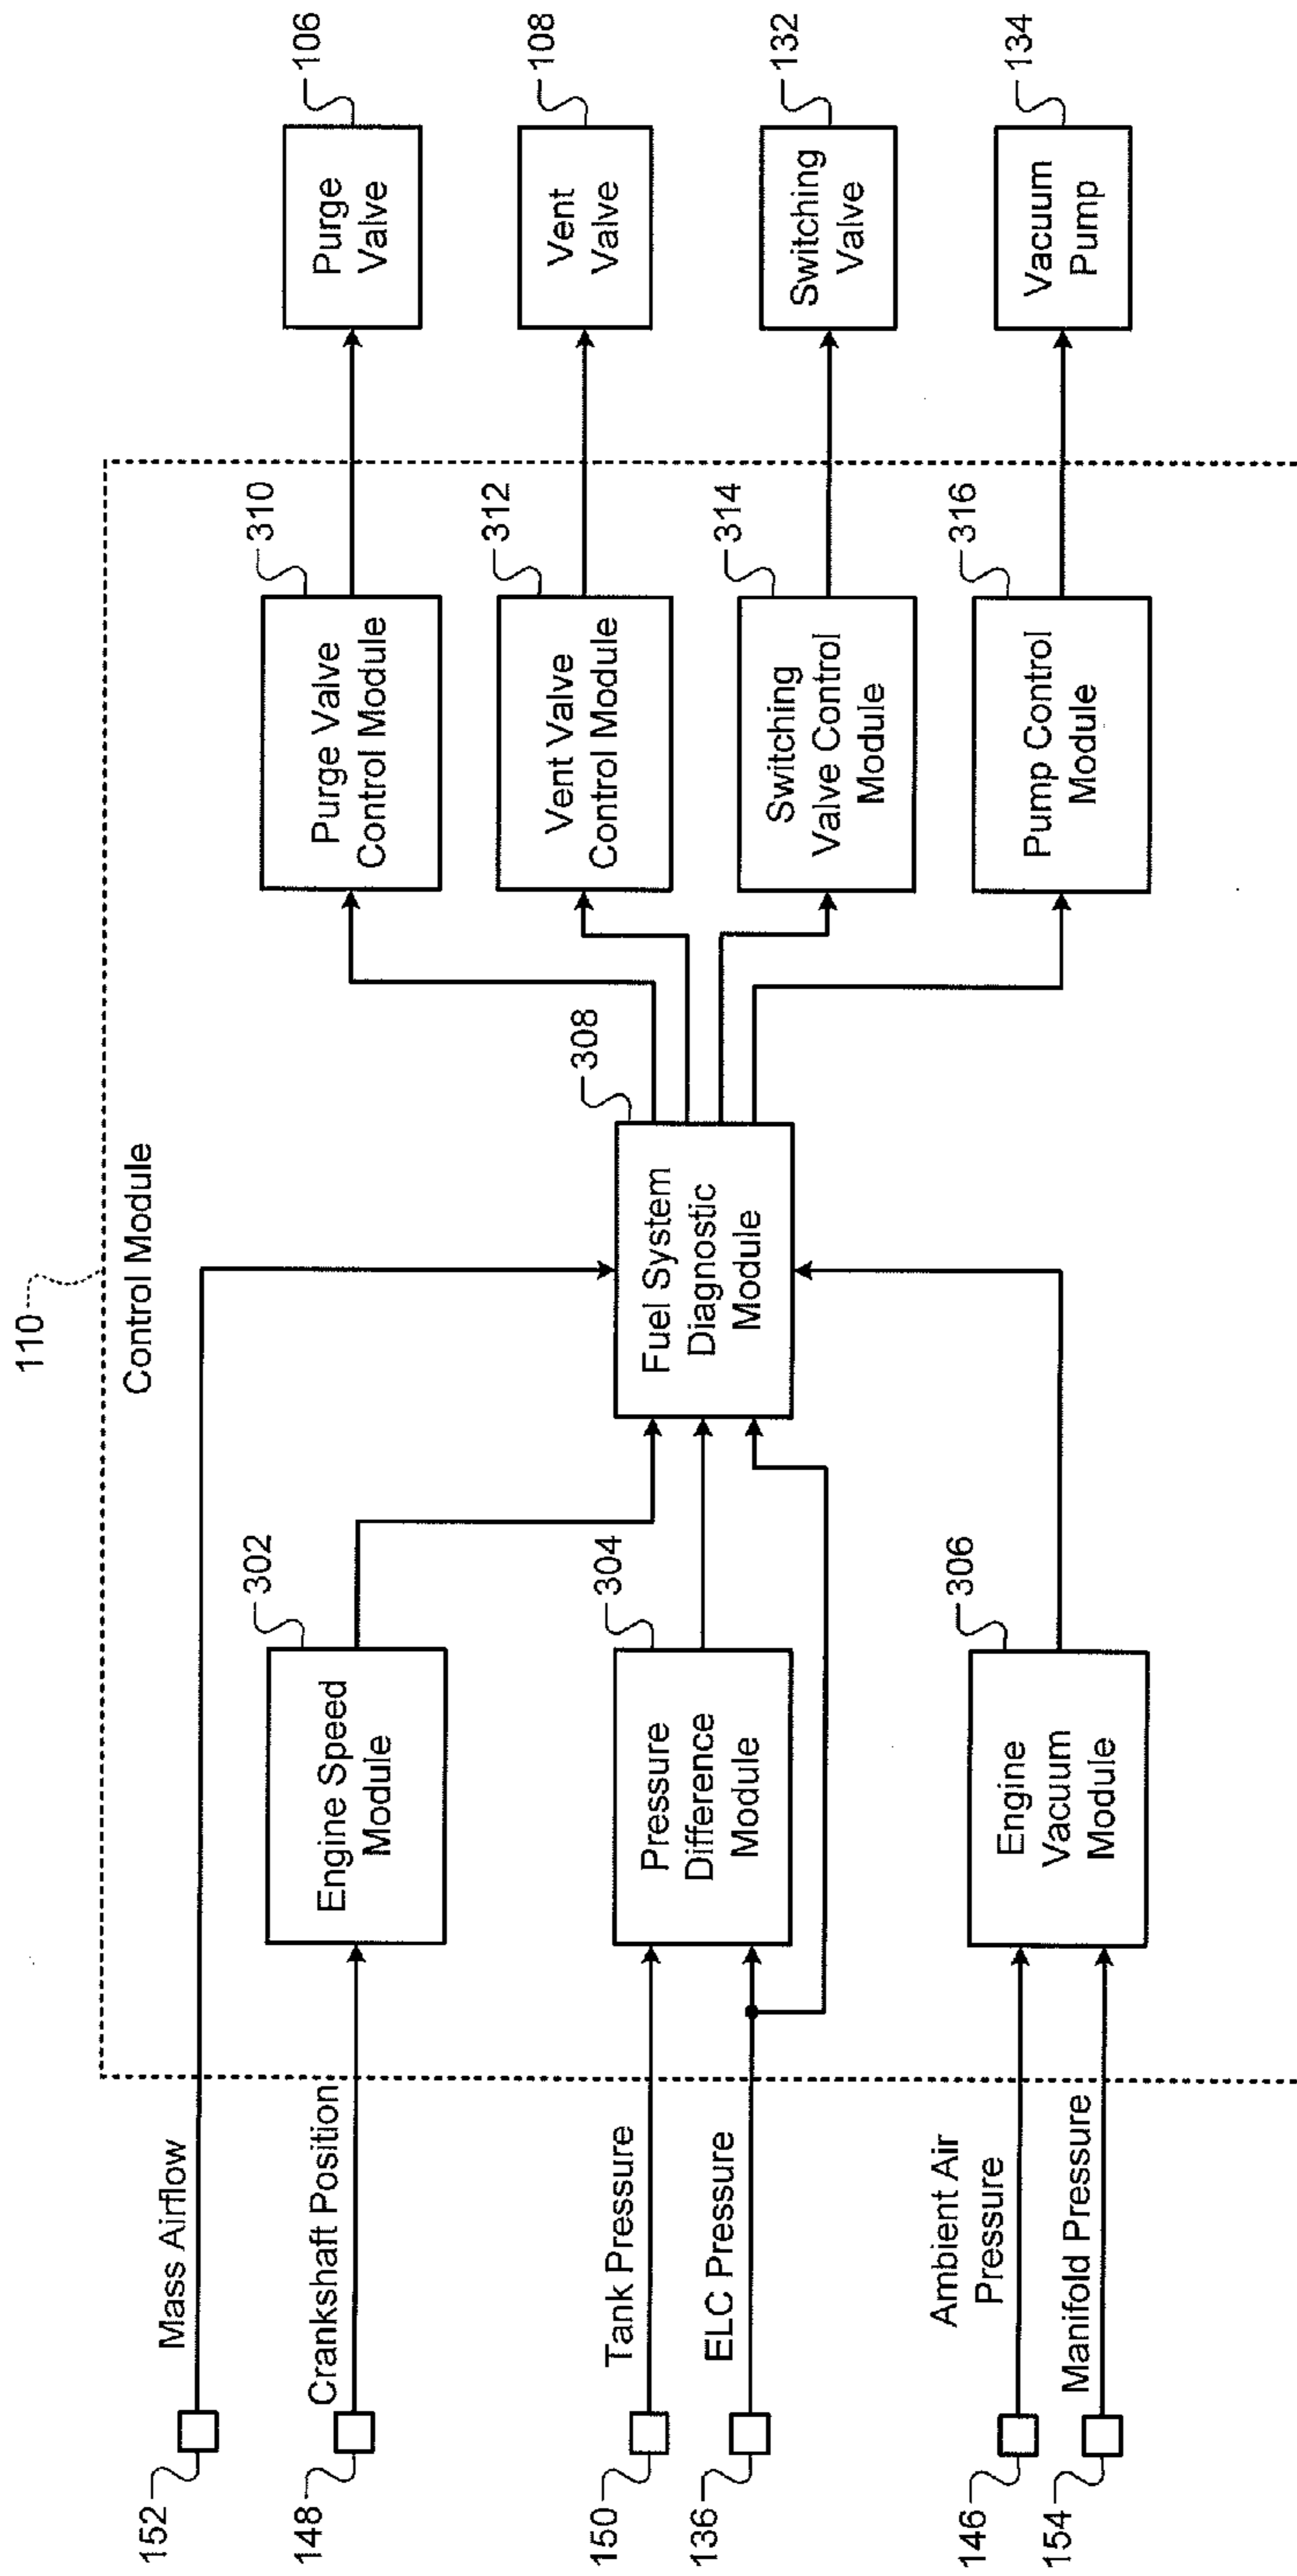 110
Control Module
152
Mass Airflow
148
Crankshaft Position
302
Engine Speed
Module
150
Tank Pressure
136
ELC Pressure
304
Pressure
Difference
Module
146
Ambient Air
Pressure
154
Manifold Pressure
306
Engine
Vacuum
Module
308
Fuel System
Diagnostic
Module
310
Purge Valve
Control Module
312
Vent Valve
Control Module
314
Switching
Valve Control
Module
316
Pump Control
Module
106
Purge
Valve
108
Vent
Valve
132
Switching
Valve
134
Vacuum
Pump